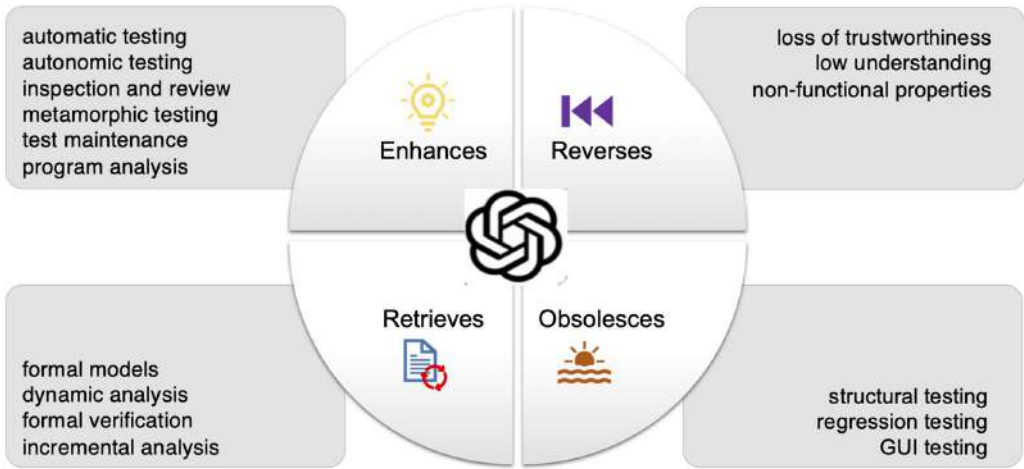 automatic testing
autonomic testing
inspection and review
metamorphic testing
test maintenance
program analysis
Enhances
Reverses
loss of trustworthiness
low understanding
non-functional properties
formal models
dynamic analysis
formal verification
incremental analysis
Retrieves
Obsolesces
structural testing
regression testing
GUI testing